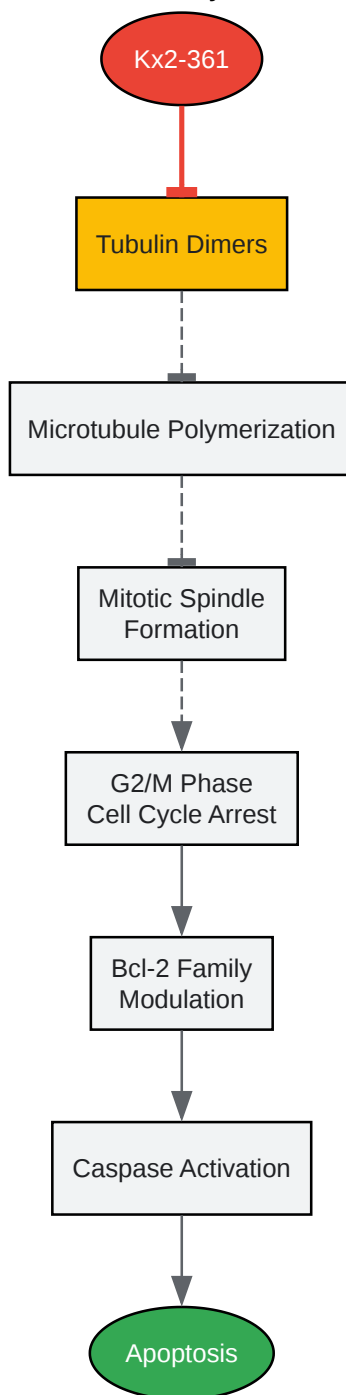 Kx2-361
Tubulin Dimers
Microtubule Polymerization
Mitotic Spindle
Formation
G2/M Phase
Cell Cycle Arrest
Bcl-2 Family
Modulation
Caspase Activation
Apoptosis